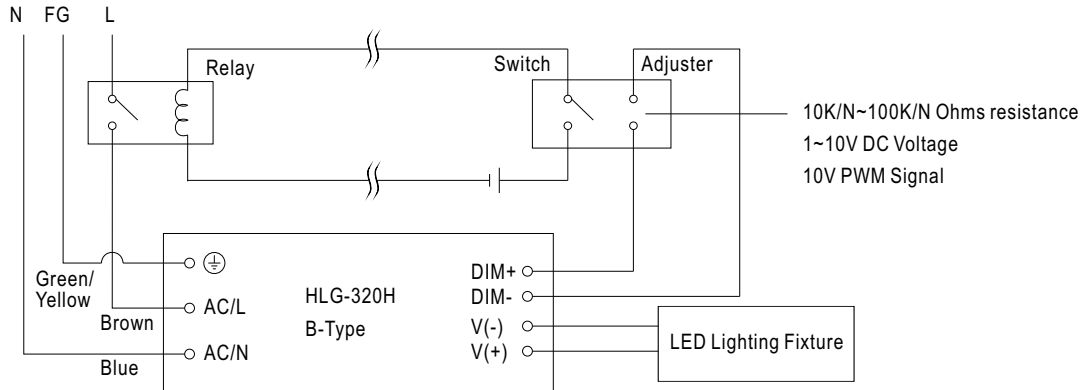 N FG L
Relay
Switch
Adjuster
10K/N~100K/N Ohms resistance
1~10V DC Voltage
10V PWM Signal
Green/
Yellow
Brown
Blue
AC/L
AC/N
HLG-320H
B-Type
DIM+
DIM-
V(-)
V(+)
LED Lighting Fixture